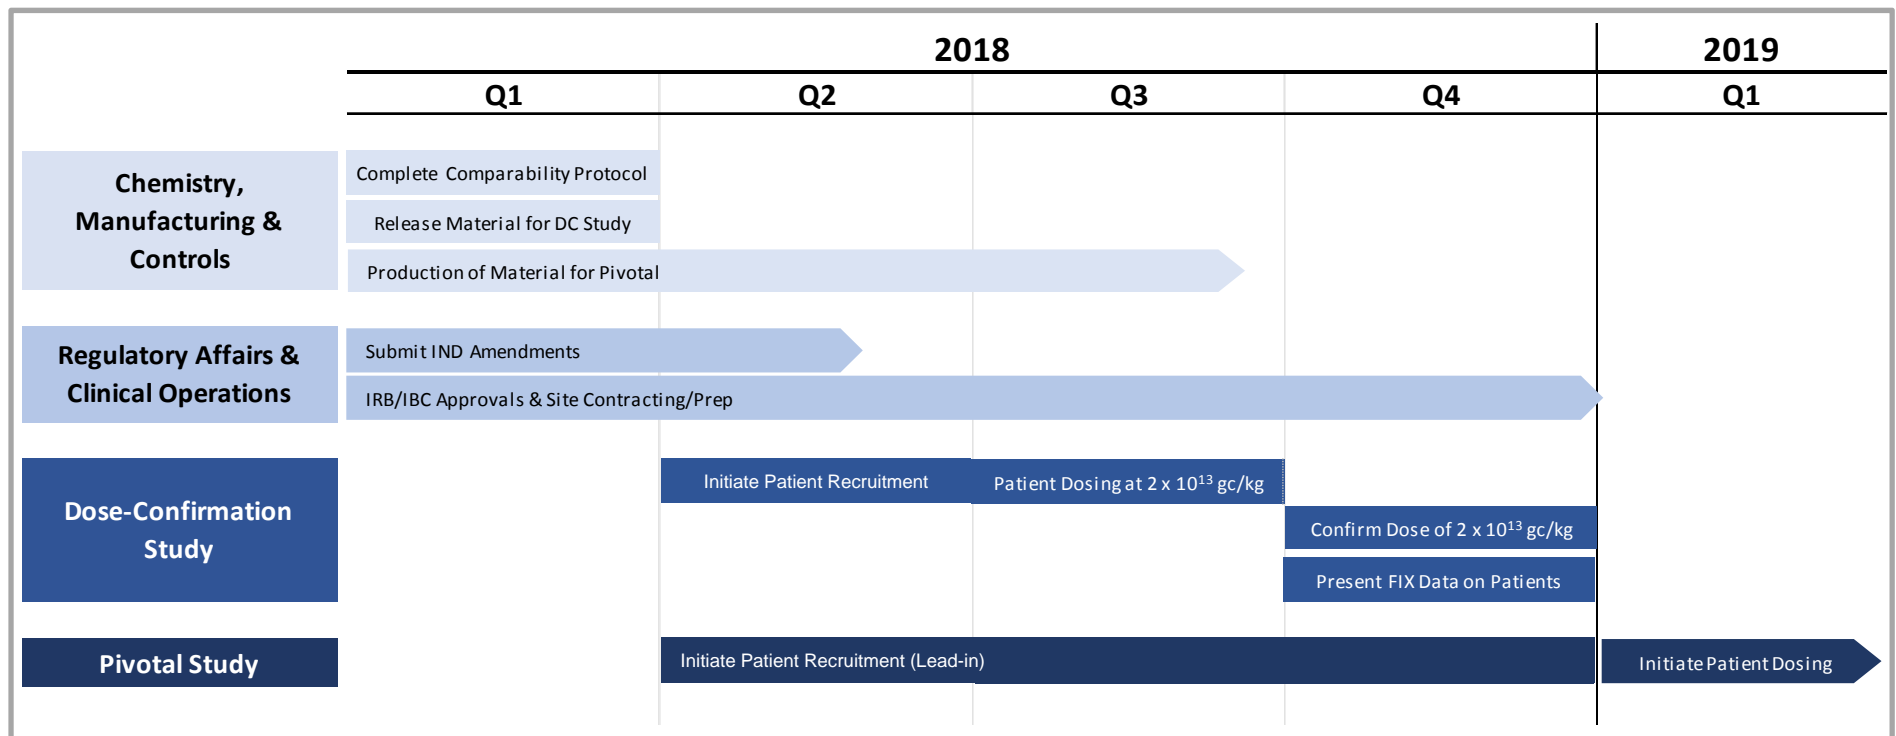 2018
2019
Q1
Q2
Q3
Q4
Q1
Chemistry,
Manufacturing &
Controls
Complete Comparability Protocol
Release Material for DC Study
Production of Material for Pivotal
Regulatory Affairs &
Clinical Operations
Submit IND Amendments
IRB/IBC Approvals & Site Contracting/Prep
Dose-Confirmation
Study
Initiate Patient Recruitment
Patient Dosing at 2 x 10¹³ gc/kg
Confirm Dose of 2 x 10¹³ gc/kg
Present FIX Data on Patients
Pivotal Study
Initiate Patient Recruitment (Lead-in)
Initiate Patient Dosing